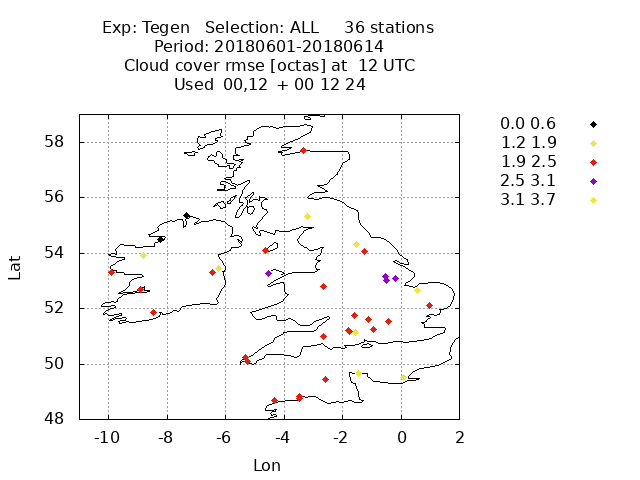 Exp: Tegen Selection: ALL 36 stations
Period: 20180601-20180614
Cloud cover rmse [octas] at 12 UTC
Used 00,12 + 00 12 24
0.0 0.6
1.2 1.9
1.9 2.5
2.5 3.1
3.1 3.7
58
56
54
52
50
48
Lat
-10 -8 -6 -4 -2 0 2
Lon